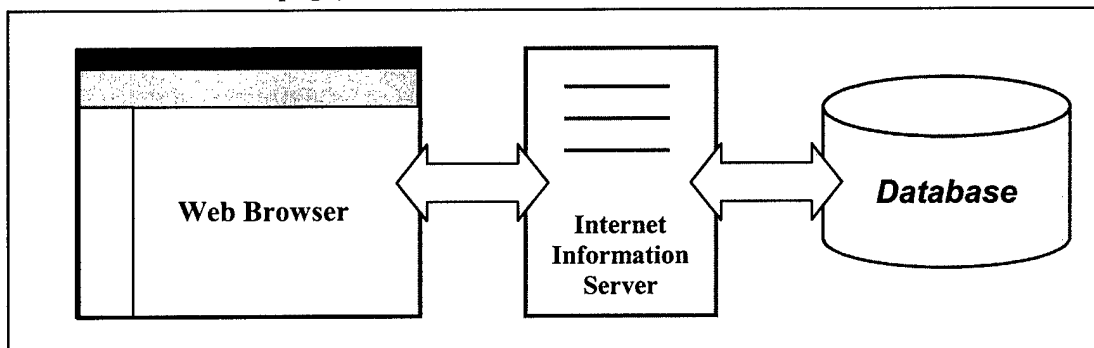 Web Browser
Internet
Information
Server
Database